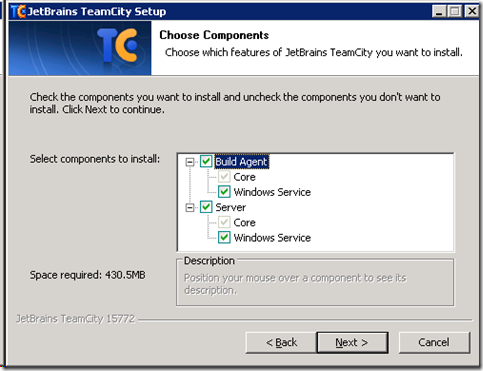 JetBrains TeamCity Setup
TC
Choose Components
Choose which features of JetBrains TeamCity you want to install.
Check the components you want to install and uncheck the components you don't want to
install. Click Next to continue.
Select components to install:
Build Agent
Core
Windows Service
Server
Core
Windows Service
Space required: 430.5MB
Description
Position your mouse over a component to see its
description.
JetBrains TeamCity 15772
< Back
Next >
Cancel